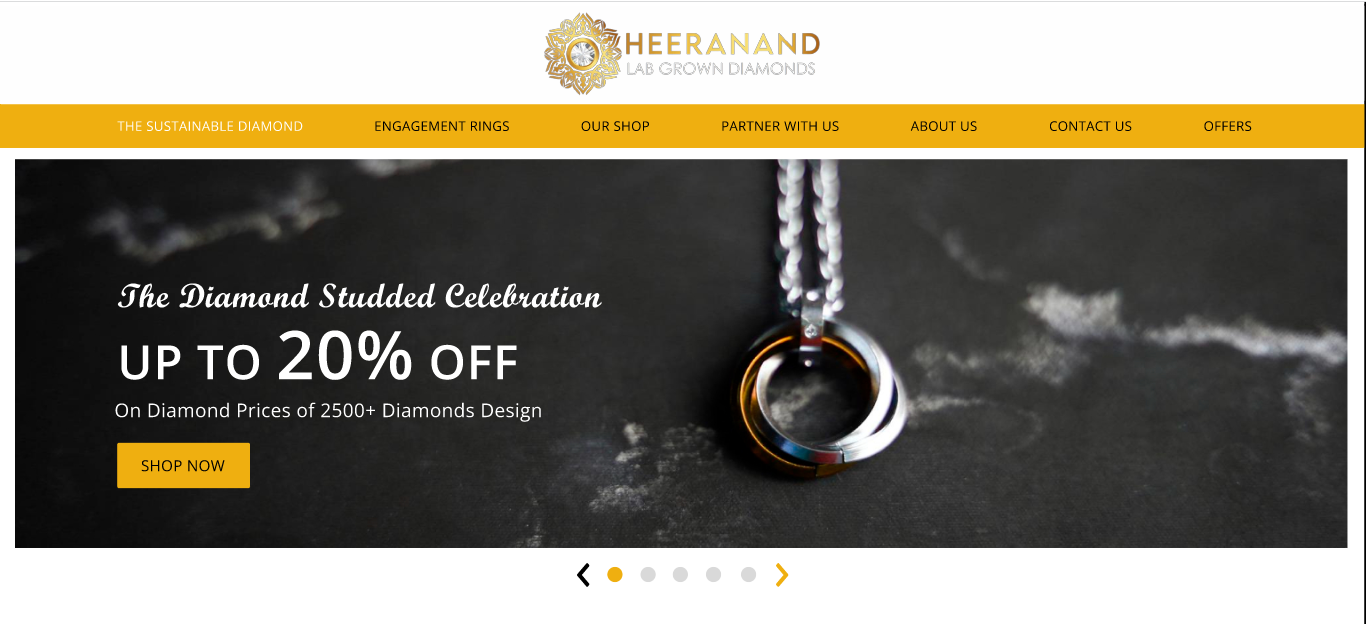 HEERANAND
LAB GROWN DIAMONDS
THE SUSTAINABLE DIAMOND
ENGAGEMENT RINGS
OUR SHOP
PARTNER WITH US
ABOUT US
CONTACT US
OFFERS
The Diamond Studded Celebration
UP TO 20% OFF
On Diamond Prices of 2500+ Diamonds Design
SHOP NOW